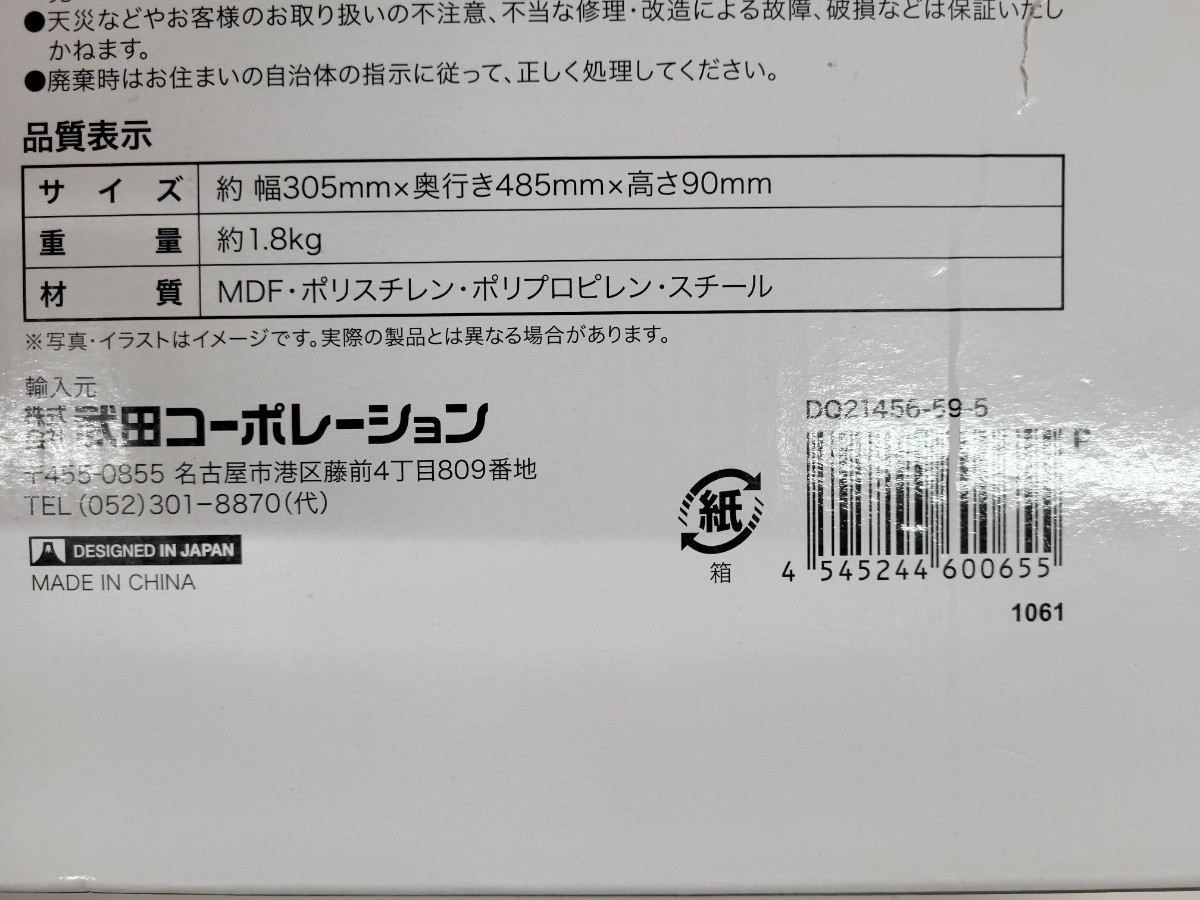 ●天災などやお客様のお取り扱いの不注意、不当な修理・改造による故障、破損などは保証いたし
かねます。
●廃棄時はお住まいの自治体の指示に従って、正しく処理してください。
品質表示
サイズ 約 幅305mm×奥行き485mm×高さ90mm
重量 約1.8kg
材質 MDF・ポリスチレン・ポリプロピレン・スチール
※写真・イラストはイメージです。実際の製品とは異なる場合があります。
輸入元
株式会社 武田コーポレーション
〒455-0855 名古屋市港区藤前4丁目809番地
TEL (052)301-8870(代)
DESIGNED IN JAPAN
MADE IN CHINA
紙
箱
DO21456-59-5
P
4 545244 600655
1061